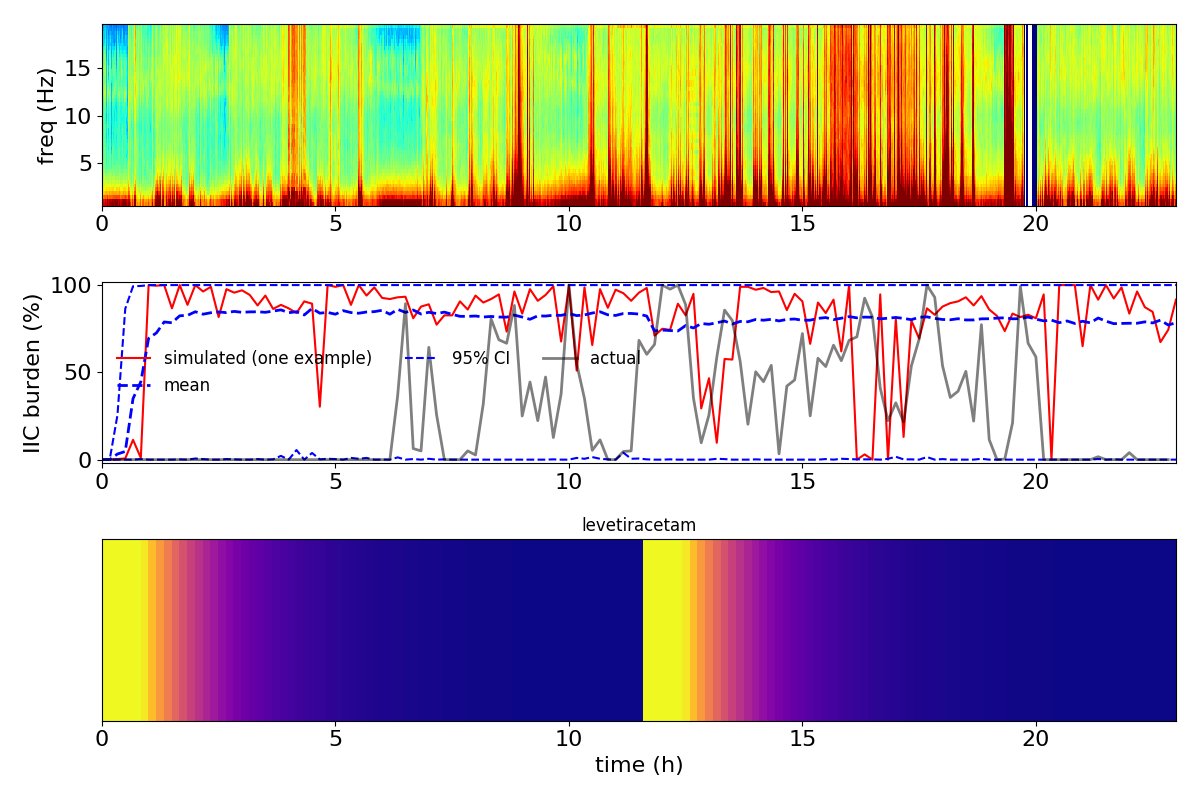 freq (Hz)
15
10
5
0 5 10 15 20
IIC burden (%)
100
50
0
simulated (one example) 95% CI actual
mean
0 5 10 15 20
levetiracetam
0 5 10 15 20
time (h)